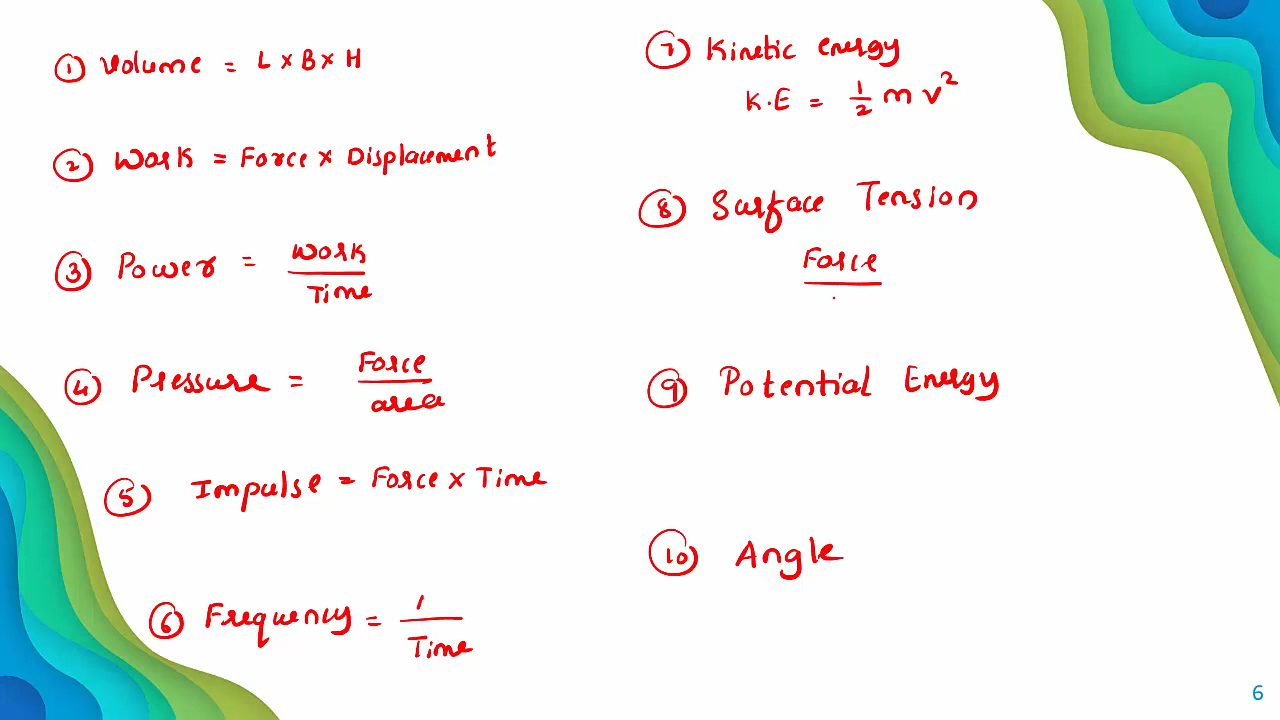 ① Volume = L × B × H
② Work = Force × Displacement
③ Power = Work / Time
④ Pressure = Force / area
⑤ Impulse = Force × Time
⑥ Frequency = 1 / Time
⑦ Kinetic energy
K.E = 1/2 m v²
⑧ Surface Tension
Force
⑨ Potential Energy
⑩ Angle
6